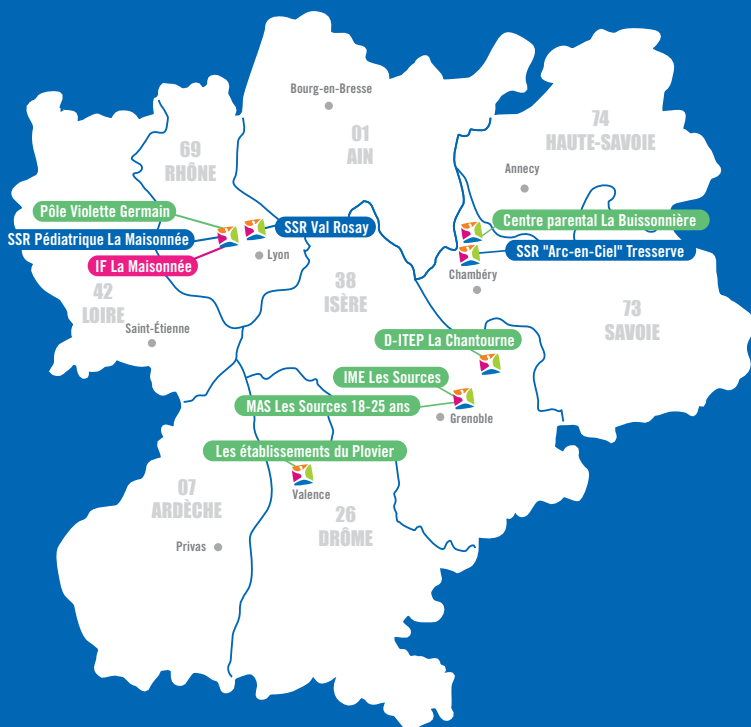 Bourg-en-Bresse
01
AIN
74
HAUTE-SAVOIE
69
RHÔNE
Annecy
Pôle Violette Germain
Centre parental La Buissonnière
SSR Val Rosay
SSR Pédiatrique La Maisonnée
SSR "Arc-en-Ciel" Tresserve
Lyon
IF La Maisonnée
Chambéry
38
ISÈRE
42
LOIRE
73
SAVOIE
Saint-Étienne
D-ITEP La Chantourne
IME Les Sources
MAS Les Sources 18-25 ans
Grenoble
Les établissements du Plovier
Valence
07
ARDÈCHE
26
DRÔME
Privas